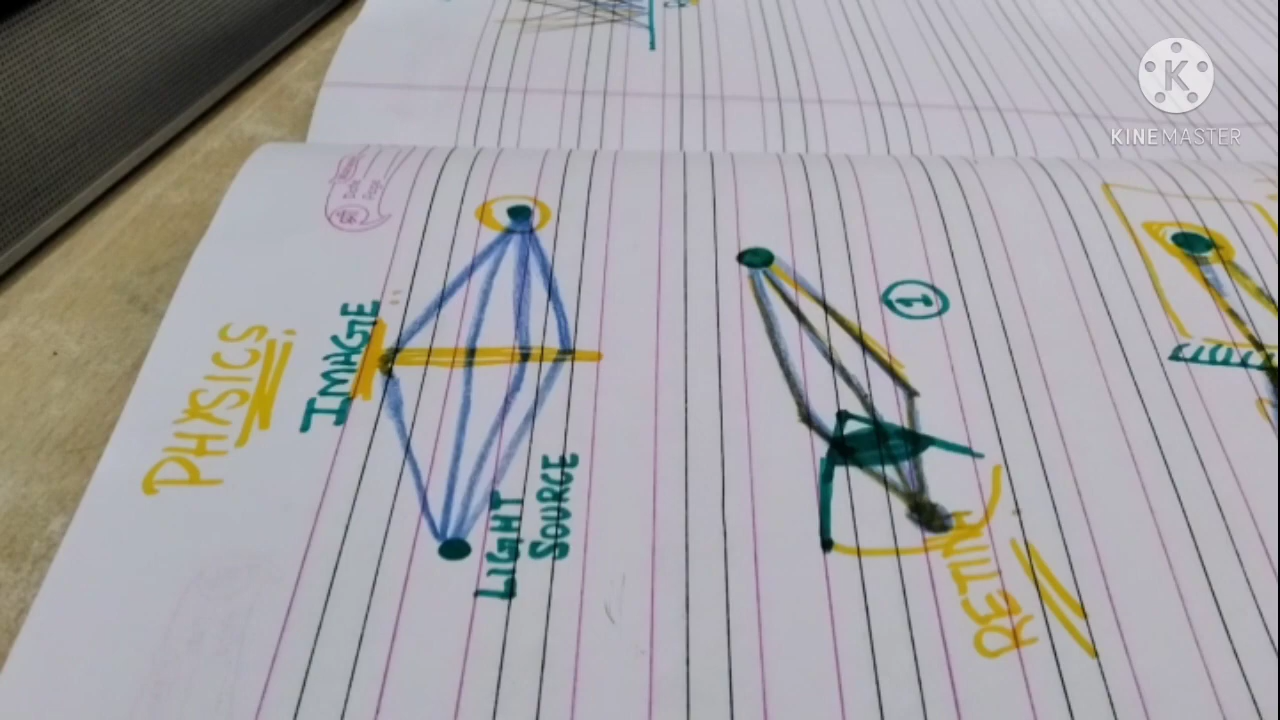 PHYSICS
IMAGE
LIGHT
SOURCE
1
RETINA
KINEMASTER